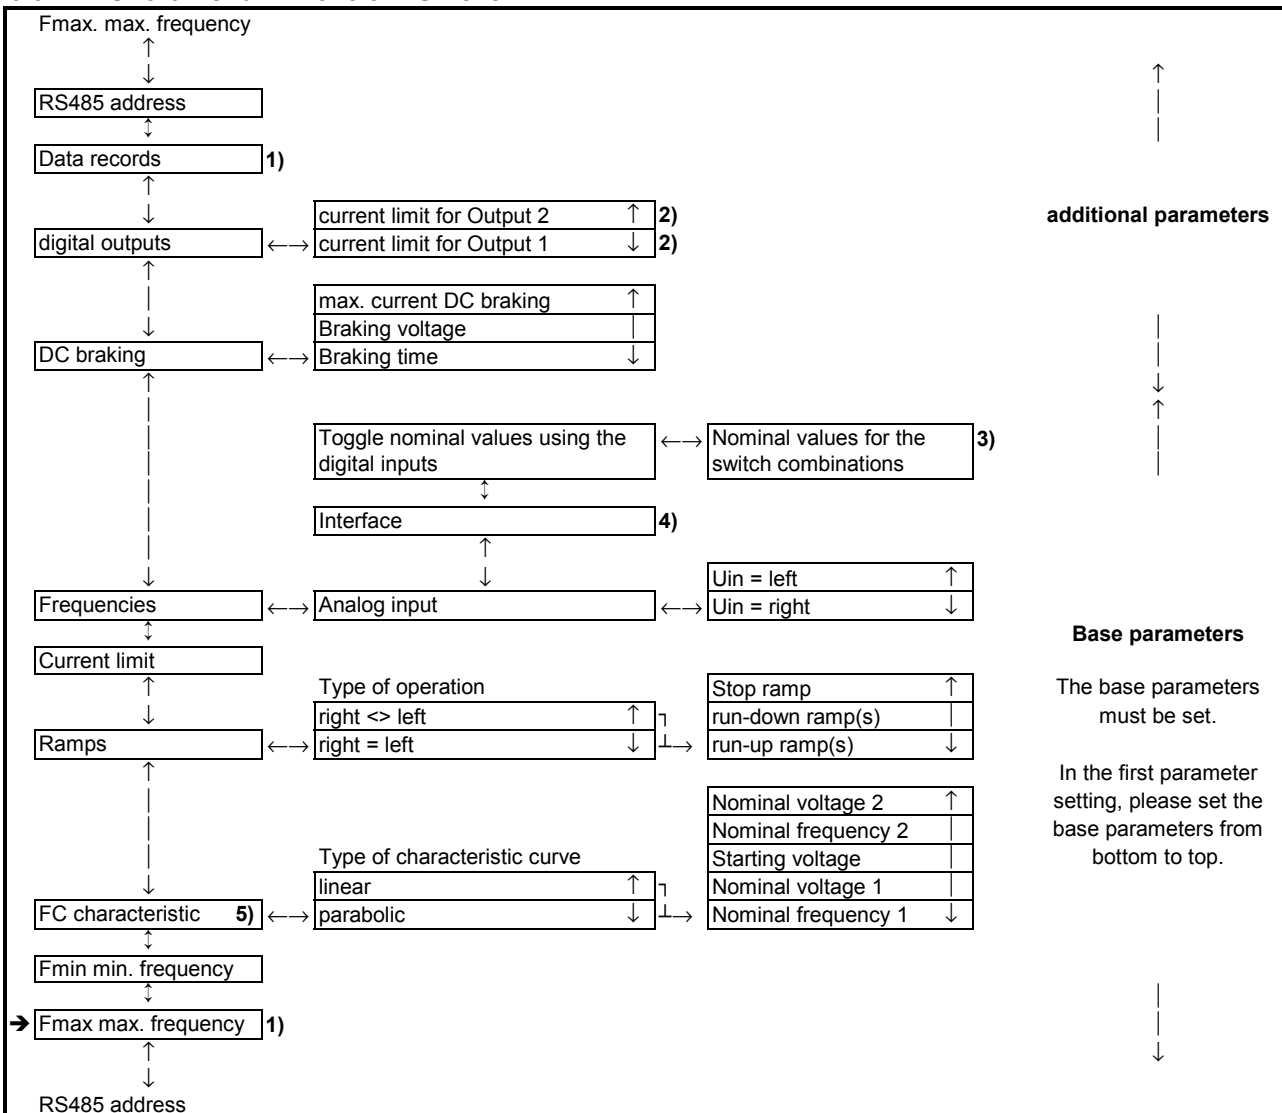 Fmax. max. frequency
RS485 address
Data records 1)
current limit for Output 2 2)
additional parameters
digital outputs
current limit for Output 1 2)
max. current DC braking
Braking voltage
DC braking
Braking time
Toggle nominal values using the
digital inputs
Nominal values for the
switch combinations
3)
Interface 4)
Uin = left
Frequencies
Analog input
Uin = right
Base parameters
Current limit
The base parameters
must be set.
Type of operation
Stop ramp
right <> left
run-down ramp(s)
Ramps
right = left
run-up ramp(s)
In the first parameter
setting, please set the
base parameters from
bottom to top.
Nominal voltage 2
Nominal frequency 2
Type of characteristic curve
Starting voltage
linear
Nominal voltage 1
FC characteristic 5)
parabolic
Nominal frequency 1
Fmin min. frequency
Fmax max. frequency 1)
RS485 address